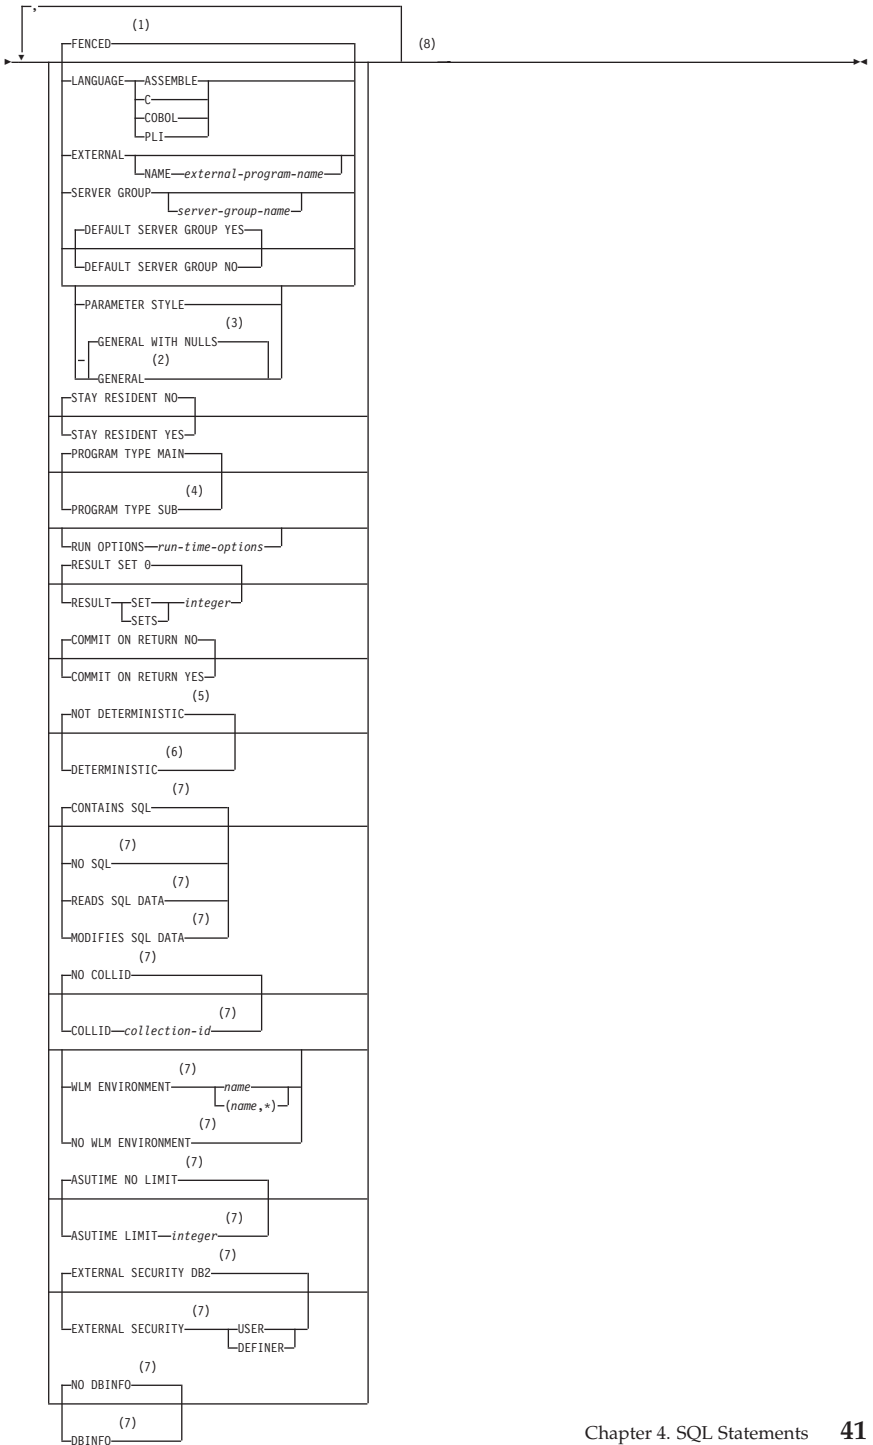 ,
(1)
FENCED
(8)
LANGUAGE ASSEMBLE
C
COBOL
PLI
EXTERNAL
NAME external-program-name
SERVER GROUP
server-group-name
DEFAULT SERVER GROUP YES
DEFAULT SERVER GROUP NO
PARAMETER STYLE
(3)
GENERAL WITH NULLS
(2)
GENERAL
STAY RESIDENT NO
STAY RESIDENT YES
PROGRAM TYPE MAIN
(4)
PROGRAM TYPE SUB
RUN OPTIONS run-time-options
RESULT SET 0
RESULT SET integer
SETS
COMMIT ON RETURN NO
COMMIT ON RETURN YES
(5)
NOT DETERMINISTIC
(6)
DETERMINISTIC
(7)
CONTAINS SQL
(7)
NO SQL
(7)
READS SQL DATA
(7)
MODIFIES SQL DATA
(7)
NO COLLID
(7)
COLLID collection-id
(7)
WLM ENVIRONMENT name
(name,*)
(7)
NO WLM ENVIRONMENT
(7)
ASUTIME NO LIMIT
(7)
ASUTIME LIMIT integer
(7)
EXTERNAL SECURITY DB2
(7)
EXTERNAL SECURITY USER
DEFINER
(7)
NO DBINFO
(7)
DBINFO
Chapter 4. SQL Statements 41